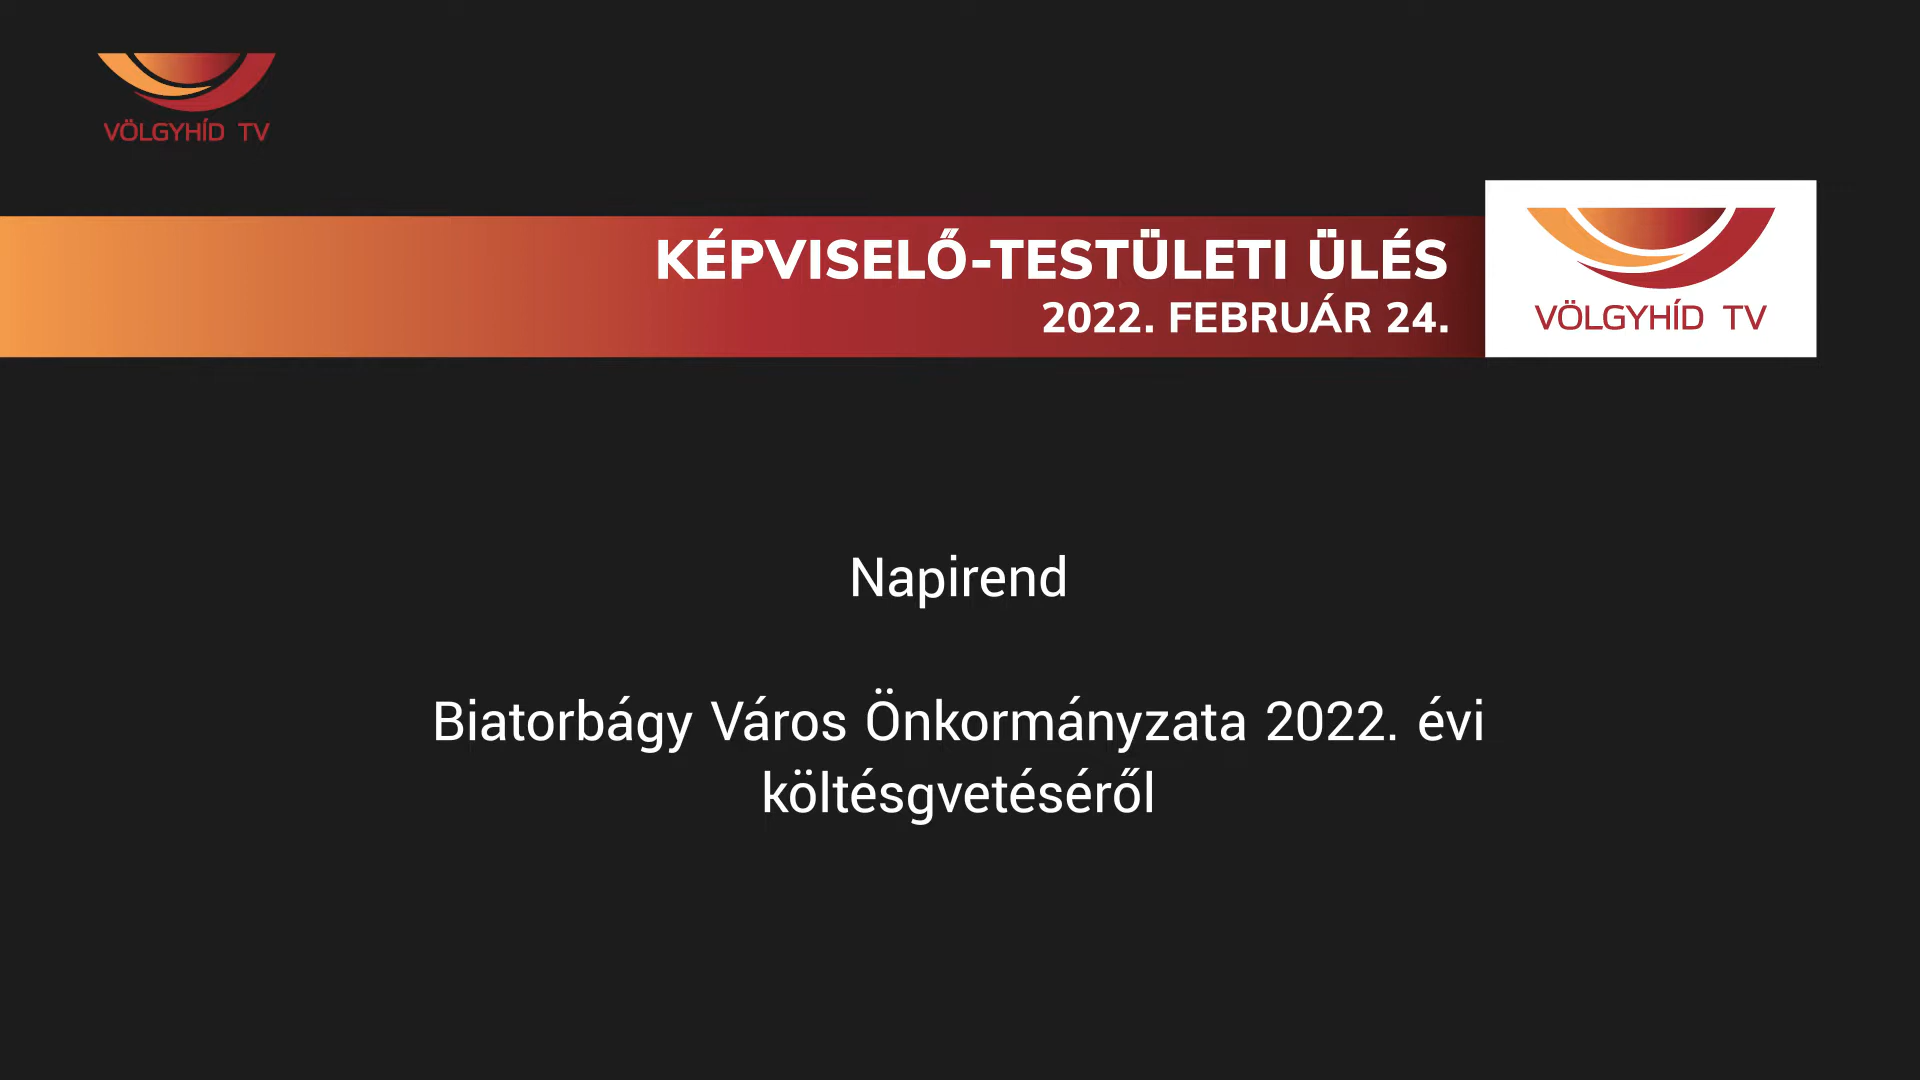 VÖLGYHÍD TV
KÉPVISELŐ-TESTÜLETI ÜLÉS
2022. FEBRUÁR 24.
VÖLGYHÍD TV
Napirend
Biatorbágy Város Önkormányzata 2022. évi
költésgvetéséről